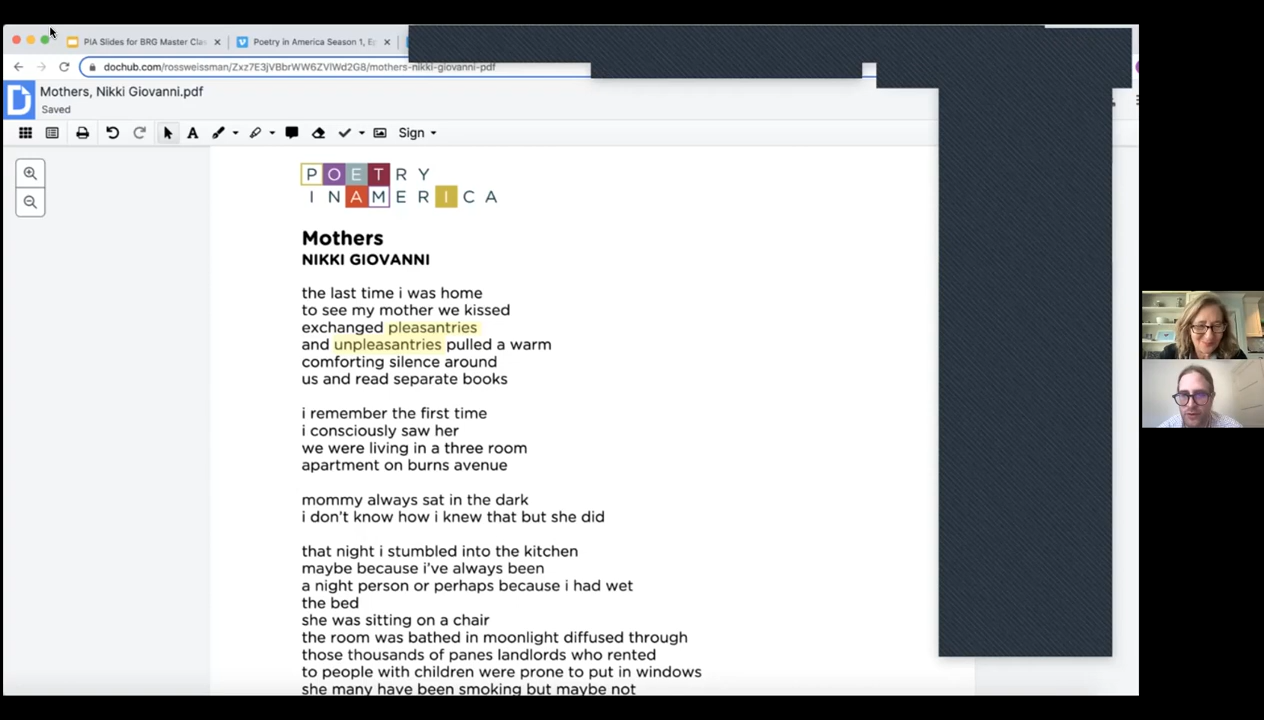 PIA Slides for BRG Master Clas
Poetry in America Season 1, Ep
dochub.com/rossweissman/Zxz7E3jVBbrWW6ZVlWd2G8/mothers-nikki-giovanni-pdf
Mothers, Nikki Giovanni.pdf
Saved
A
Sign
POETRY
IN AMERICA
Mothers
NIKKI GIOVANNI
the last time i was home
to see my mother we kissed
exchanged pleasantries
and unpleasantries pulled a warm
comforting silence around
us and read separate books
i remember the first time
i consciously saw her
we were living in a three room
apartment on burns avenue
mommy always sat in the dark
i don't know how i knew that but she did
that night i stumbled into the kitchen
maybe because i've always been
a night person or perhaps because i had wet
the bed
she was sitting on a chair
the room was bathed in moonlight diffused through
those thousands of panes landlords who rented
to people with children were prone to put in windows
she many have been smoking but maybe not